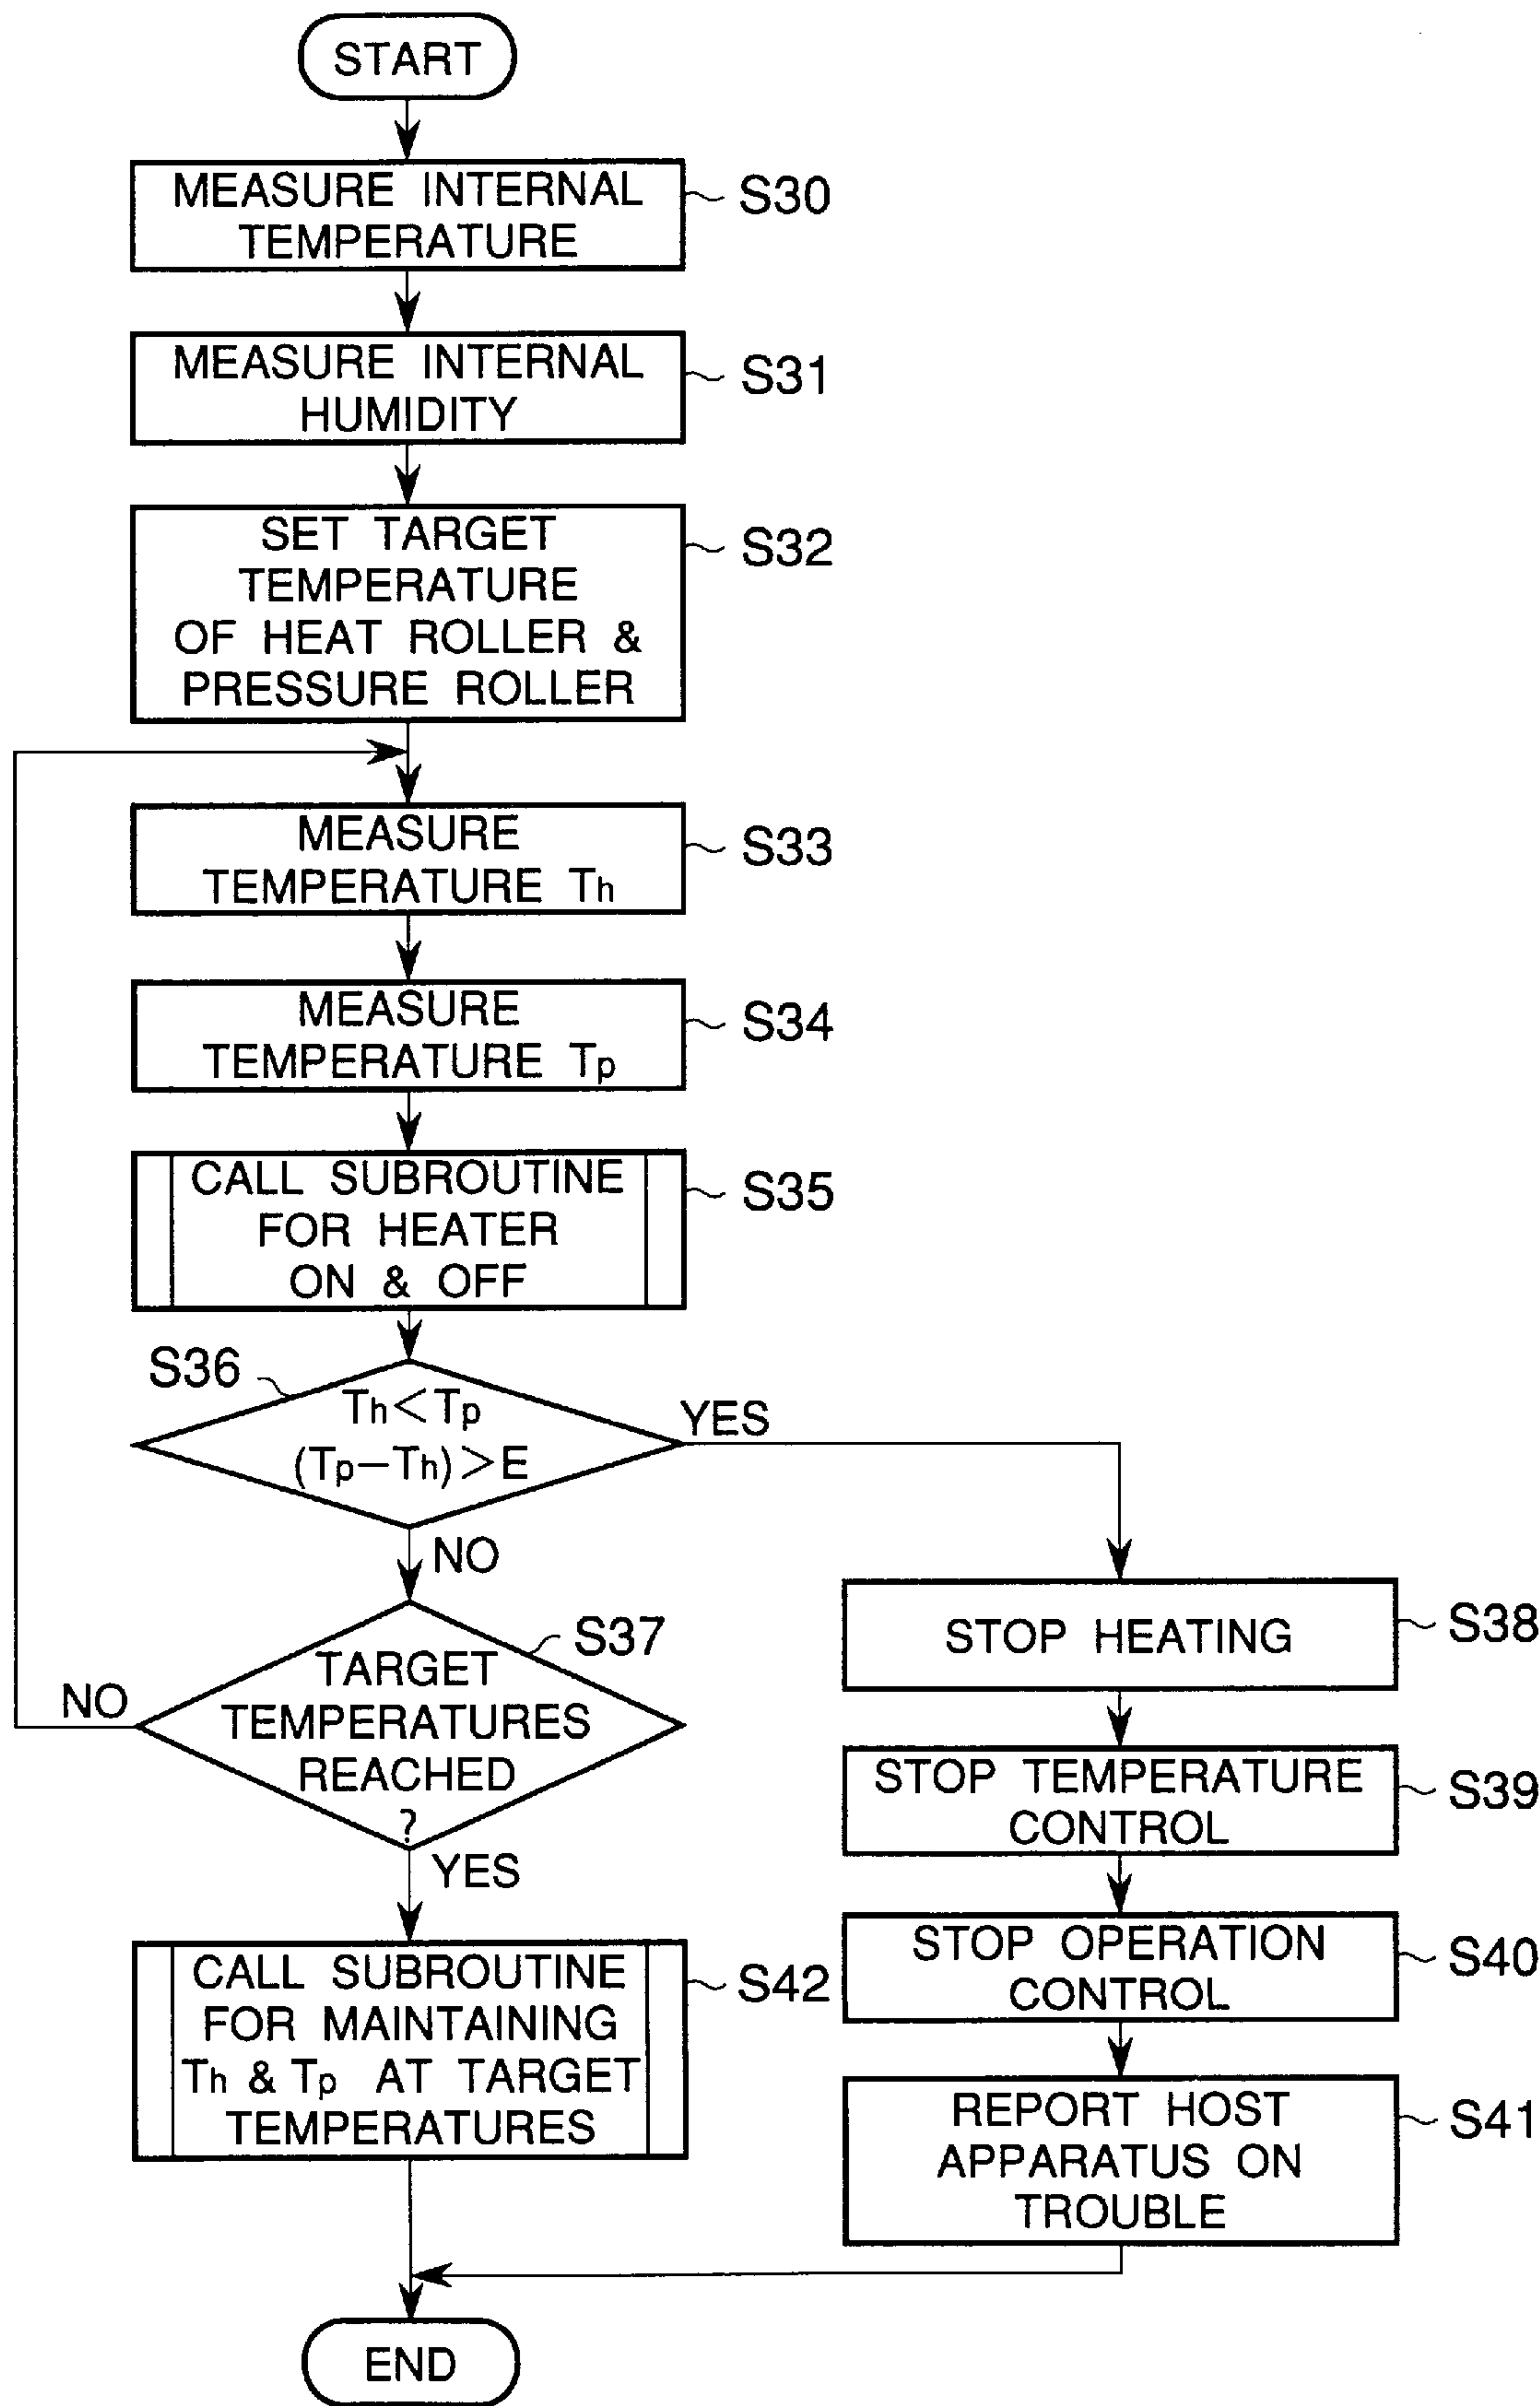 START
MEASURE INTERNAL
TEMPERATURE
S30
MEASURE INTERNAL
HUMIDITY
S31
SET TARGET
TEMPERATURE
OF HEAT ROLLER &
PRESSURE ROLLER
S32
MEASURE
TEMPERATURE Th
S33
MEASURE
TEMPERATURE Tp
S34
CALL SUBROUTINE
FOR HEATER
ON & OFF
S35
S36
Th<Tp
(Tp-Th)>E
YES
NO
S37
TARGET
TEMPERATURES
REACHED
?
NO
YES
CALL SUBROUTINE
FOR MAINTAINING
Th & Tp AT TARGET
TEMPERATURES
S42
STOP HEATING
S38
STOP TEMPERATURE
CONTROL
S39
STOP OPERATION
CONTROL
S40
REPORT HOST
APPARATUS ON
TROUBLE
S41
END